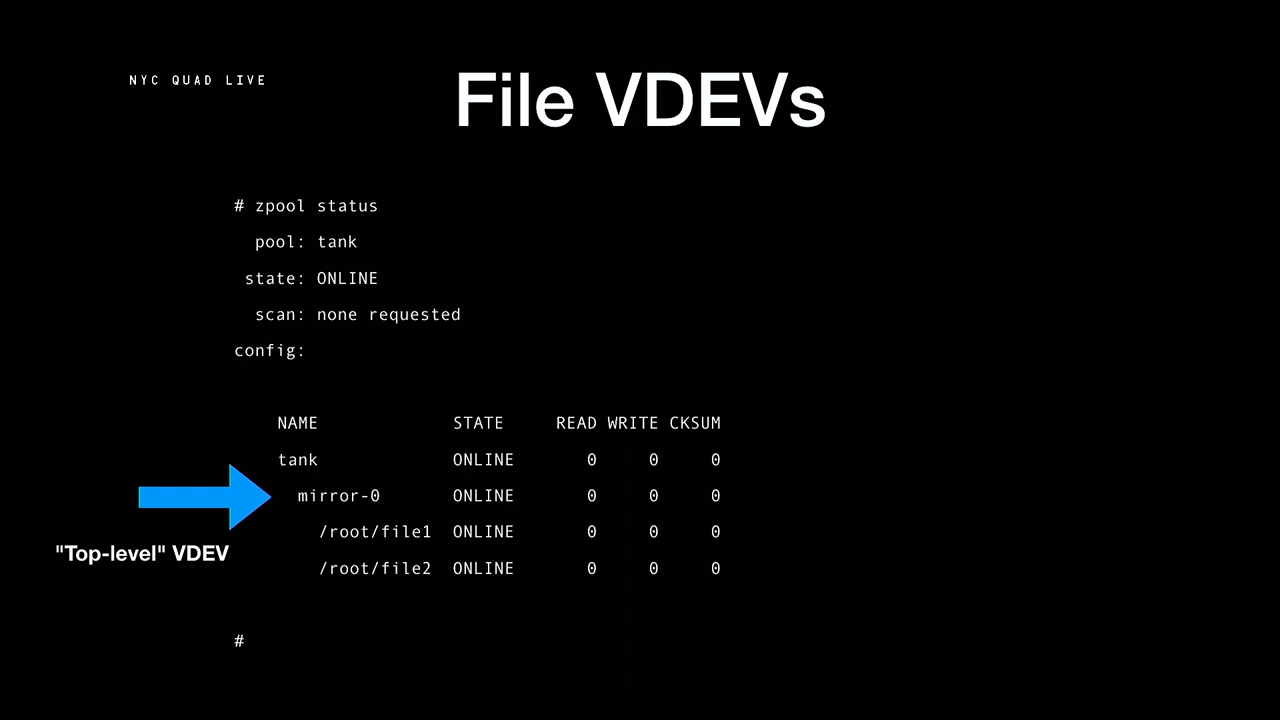 NYC QUAD LIVE
File VDEVs
# zpool status
pool: tank
state: ONLINE
scan: none requested
config:
NAME STATE READ WRITE CKSUM
tank ONLINE 0 0 0
mirror-0 ONLINE 0 0 0
/root/file1 ONLINE 0 0 0
"Top-level" VDEV
/root/file2 ONLINE 0 0 0
#